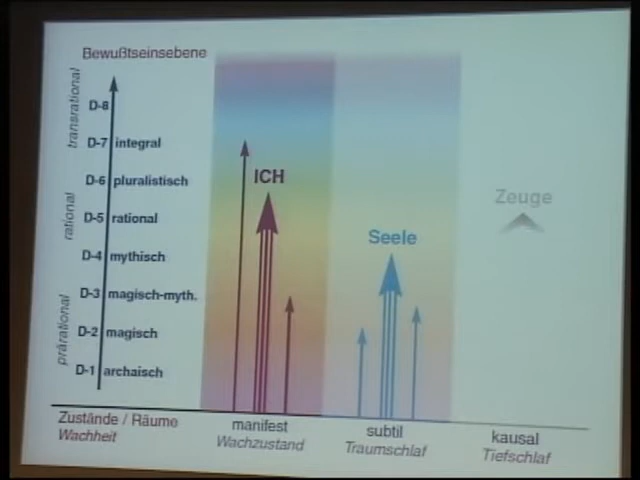 Bewußtseinsebene
transrational
rational
prärational
D-8
D-7 integral
D-6 pluralistisch
D-5 rational
D-4 mythisch
D-3 magisch-myth.
D-2 magisch
D-1 archaisch
ICH
Seele
Zeuge
Zustände / Räume
Wachheit
manifest
Wachzustand
subtil
Traumschlaf
kausal
Tiefschlaf